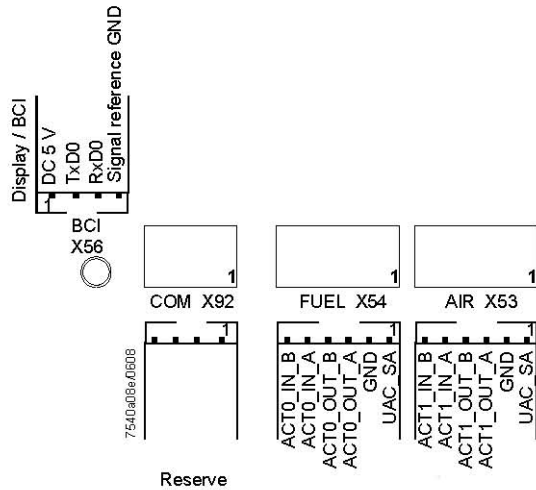 Display / BCI
DC 5 V
TxD0
RxD0
Signal reference GND
1
BCI
X56
1
1
1
COM X92
FUEL X54
AIR X53
1
1
1
7540a08e/0608
ACT0_IN_B
ACT0_IN_A
ACT0_OUT_B
ACT0_OUT_A
GND
UAC_SA
ACT1_IN_B
ACT1_IN_A
ACT1_OUT_B
ACT1_OUT_A
GND
UAC_SA
Reserve